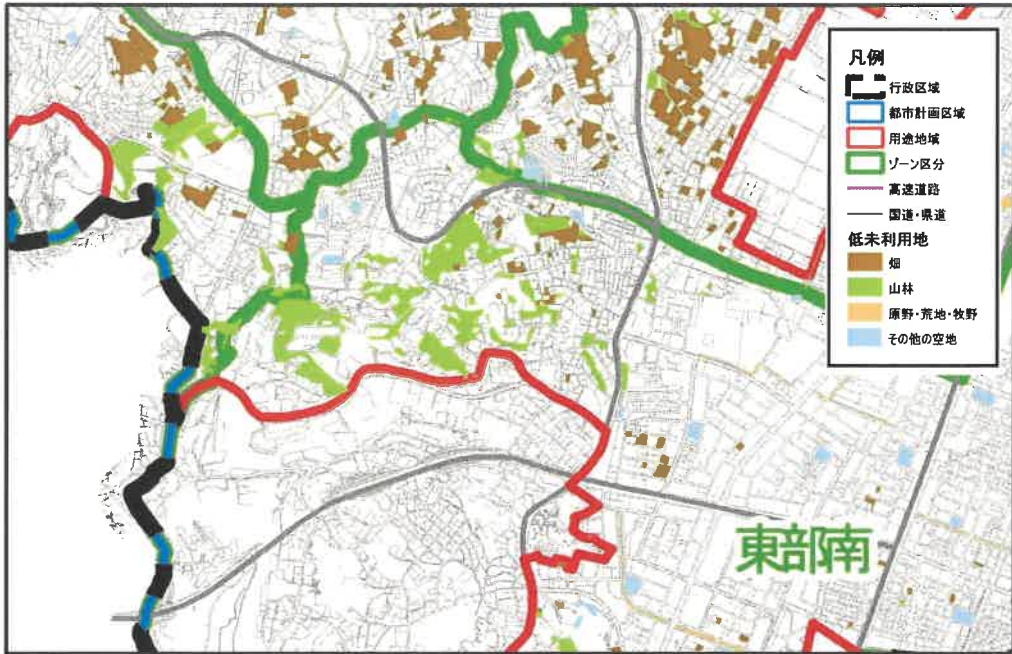 凡例
行政区域
都市計画区域
用途地域
ゾーン区分
高速道路
国道・県道
低未利用地
畑
山林
原野・荒地・牧野
その他の空地
東部南